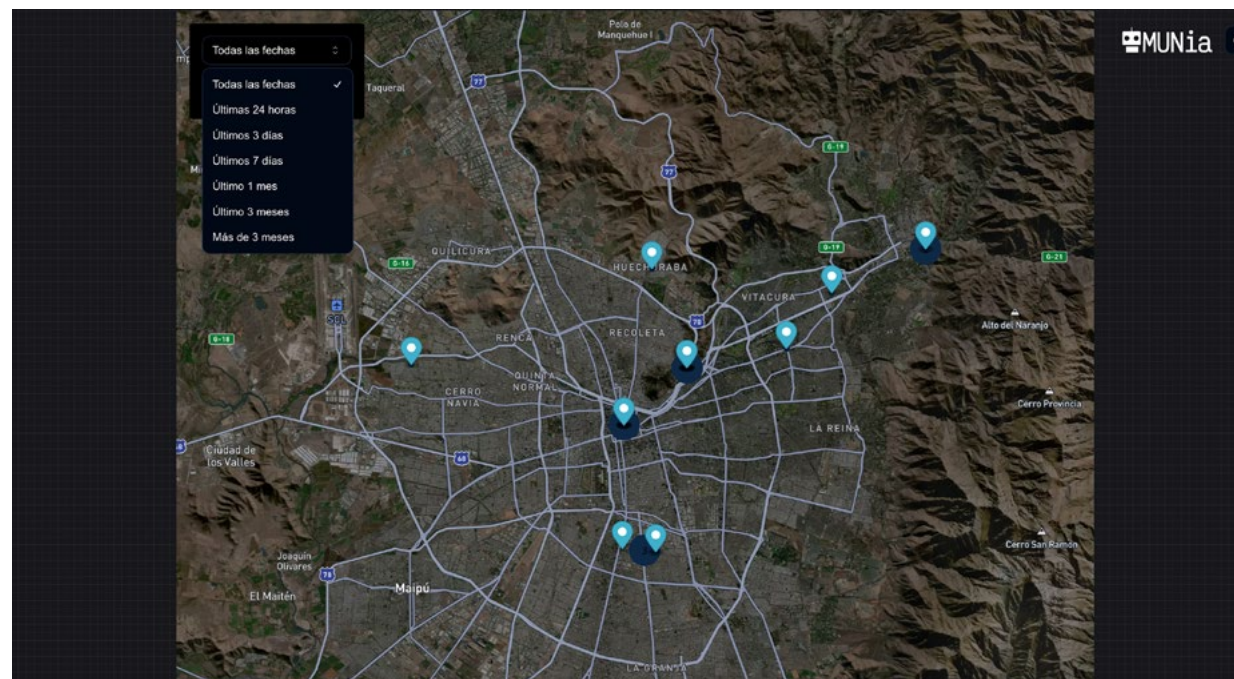 Todas las fechas
Todas las fechas
Últimas 24 horas
Últimos 3 días
Últimos 7 días
Último 1 mes
Último 3 meses
Más de 3 meses
MUNia
Pola de
Manquehue I
Taqueral
77
G-19
77
QUILICURA
G-16
HUECHURABA
G-19
G-21
VITACURA
SCL
78
Alto del Naranjo
G-18
RENCA
RECOLETA
QUINTA
NORMAL
CERRO
NAVIA
Cerro Provincia
LA REINA
68
Ciudad de
los Valles
68
Cerro San Ramón
Joaquín
Olivares
78
El Maitén
Maipú
LA GRANJA